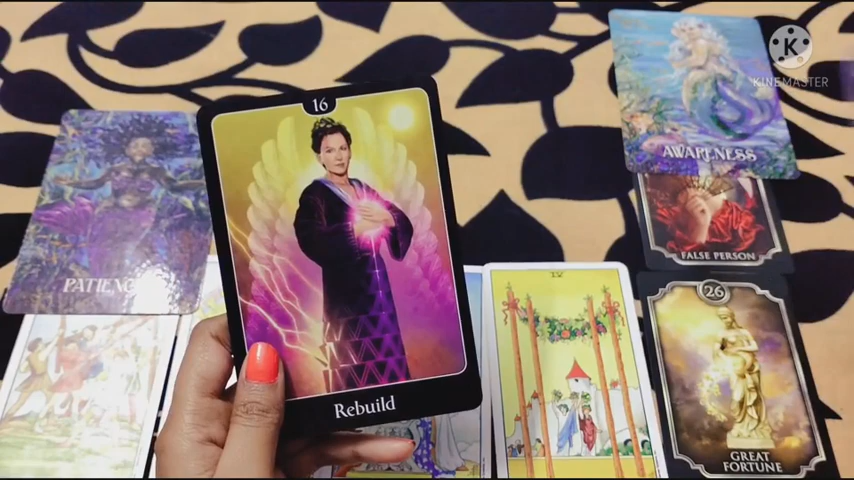 K
KINEMASTER
16
AWARENESS
PATIENCE
FALSE PERSON
IV
26
Rebuild
GREAT
FORTUNE